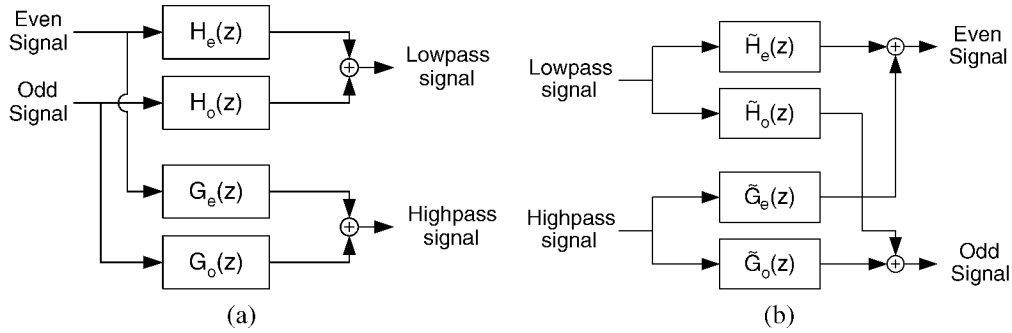 Even
Signal
H_e(z)
Odd
Signal
H_o(z)
+
Lowpass
signal
G_e(z)
G_o(z)
+
Highpass
signal
(a)
Lowpass
signal
H̃_e(z)
H̃_o(z)
+
Even
Signal
Highpass
signal
G̃_e(z)
G̃_o(z)
+
Odd
Signal
(b)